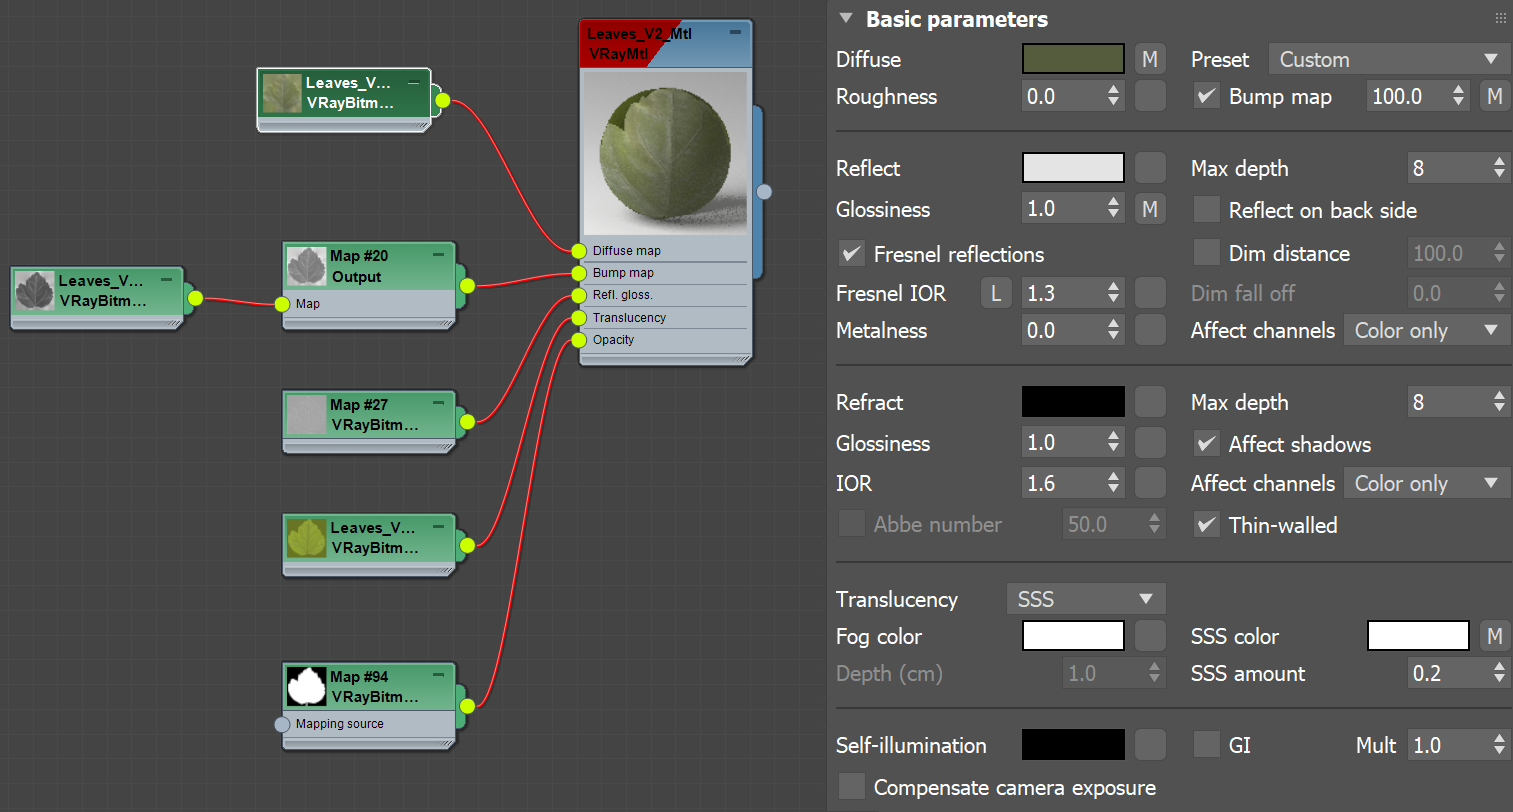 Leaves_V2_Mtl
VRayMtl
Leaves_V...
VRayBitm...
Diffuse map
Bump map
Refl. gloss.
Translucency
Opacity
Map #20
Output
Map
Leaves_V...
VRayBitm...
Map #27
VRayBitm...
Leaves_V...
VRayBitm...
Map #94
VRayBitm...
Mapping source
Basic parameters
Diffuse M Preset Custom
Roughness 0.0 Bump map 100.0 M
Reflect Max depth 8
Glossiness 1.0 M Reflect on back side
Fresnel reflections Dim distance 100.0
Fresnel IOR L 1.3 Dim fall off 0.0
Metalness 0.0 Affect channels Color only
Refract Max depth 8
Glossiness 1.0 Affect shadows
IOR 1.6 Affect channels Color only
Abbe number 50.0 Thin-walled
Translucency SSS
Fog color SSS color M
Depth (cm) 1.0 SSS amount 0.2
Self-illumination GI Mult 1.0
Compensate camera exposure